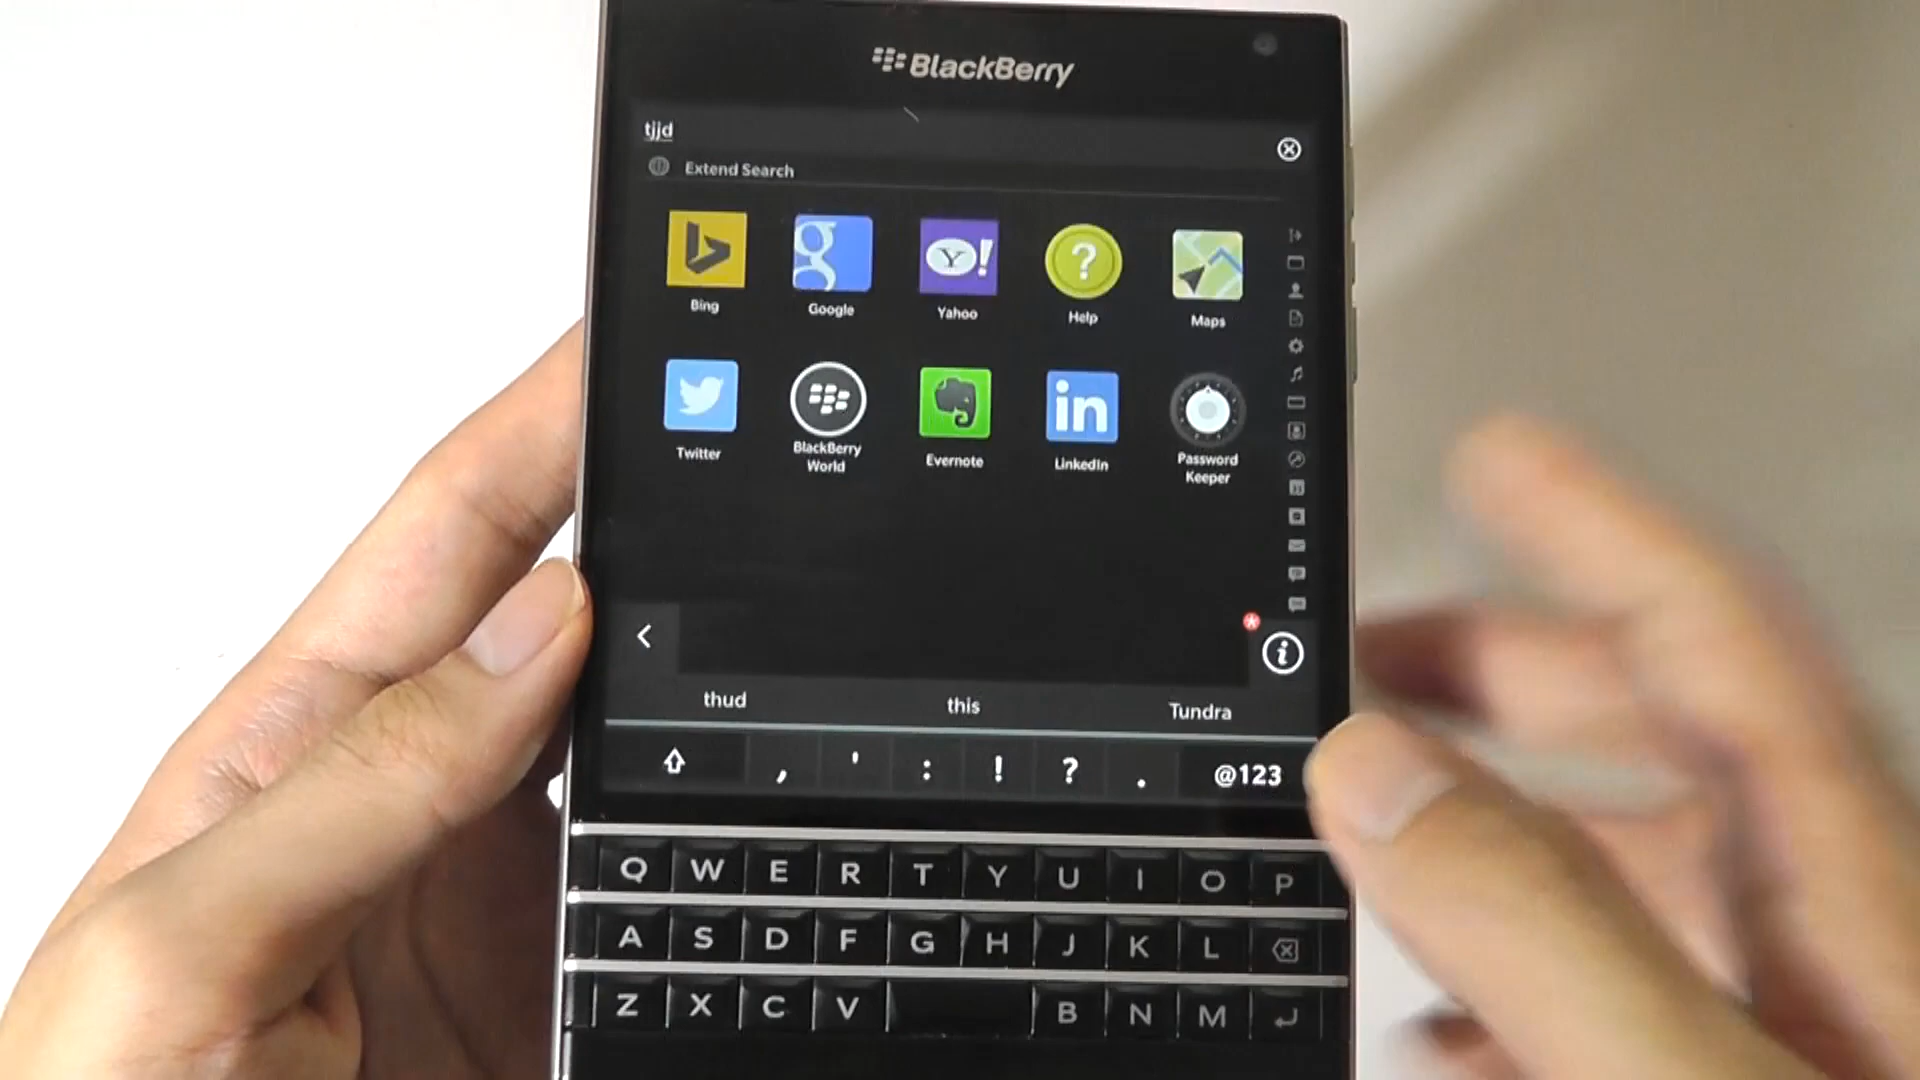 BlackBerry
tjjd
Extend Search
Bing Google Yahoo Help Maps
Twitter BlackBerry World Evernote LinkedIn Password Keeper
thud this Tundra
, ' : ! ? . @123
Q W E R T Y U I O P
A S D F G H J K L
Z X C V B N M